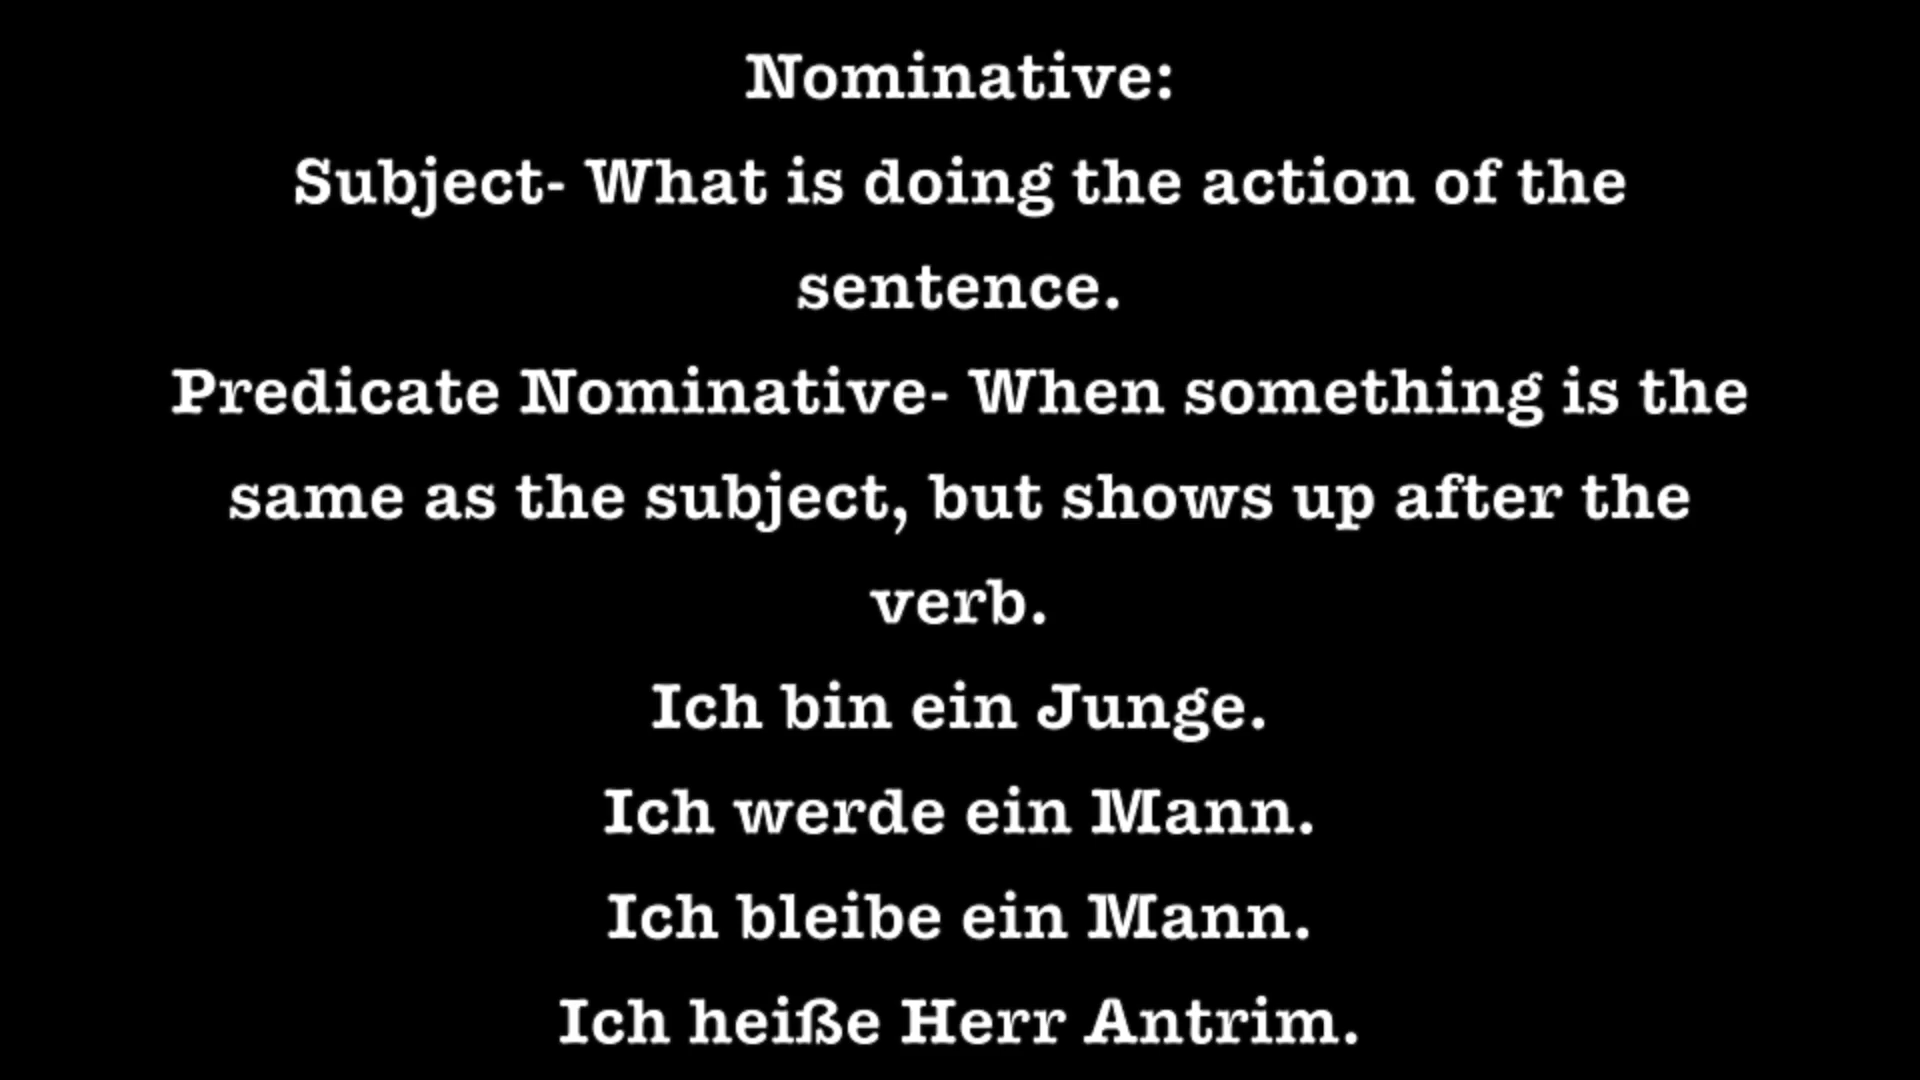 Nominative:
Subject- What is doing the action of the
sentence.
Predicate Nominative- When something is the
same as the subject, but shows up after the
verb.
Ich bin ein Junge.
Ich werde ein Mann.
Ich bleibe ein Mann.
Ich heiße Herr Antrim.